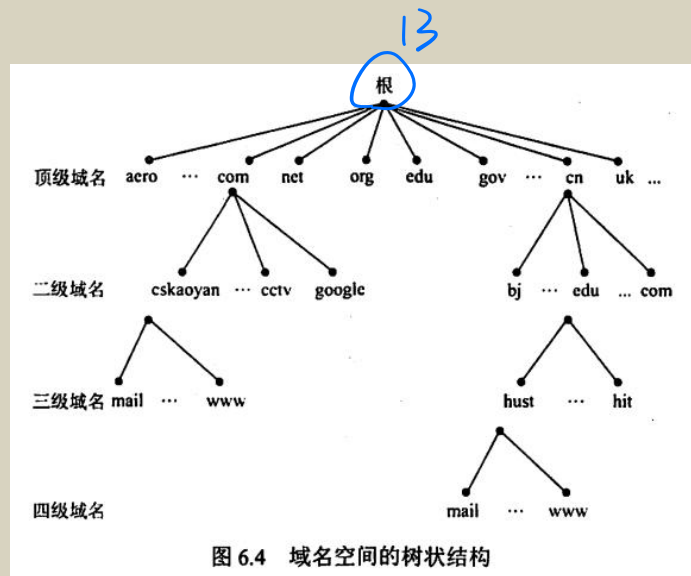 13
根
顶级域名 aero … com net org edu gov … cn uk ...
二级域名 cskaoyan … cctv google bj … edu ... com
三级域名 mail … www hust … hit
四级域名 mail … www
图 6.4 域名空间的树状结构